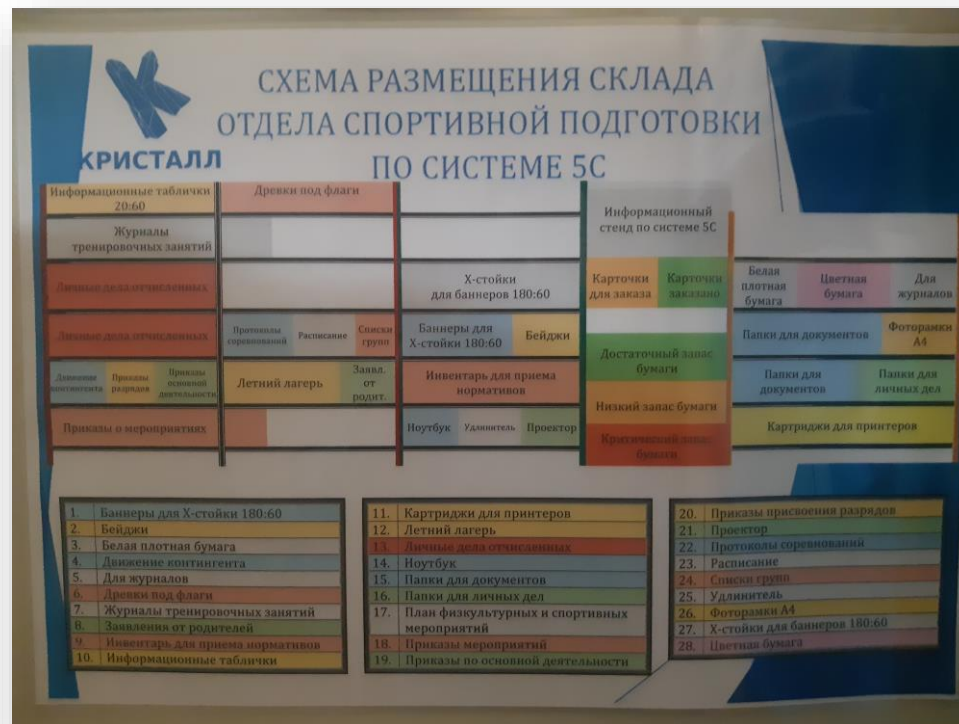 КРИСТАЛЛ
СХЕМА РАЗМЕЩЕНИЯ СКЛАДА
ОТДЕЛА СПОРТИВНОЙ ПОДГОТОВКИ
ПО СИСТЕМЕ 5С
Информационные таблички
20:60
Древки под флаги
Информационный
стенд по системе 5С
Журналы
тренировочных занятий
Личные дела отчисленных
Х-стойки
для баннеров 180:60
Карточки
для заказа
Карточки
заказано
Белая
плотная
бумага
Цветная
бумага
Для
журналов
Личные дела отчисленных
Протоколы
соревнований
Расписание
Списки
групп
Баннеры для
Х-стойки 180:60
Бейджи
Достаточный запас
бумаги
Папки для документов
Фоторамки
А4
Движение
контингента
Приказы
разрядов
Приказы
основной
деятельности
Летний лагерь
Заявл.
от
родит.
Инвентарь для приема
нормативов
Низкий запас бумаги
Папки для
документов
Папки для
личных дел
Приказы о мероприятиях
Ноутбук
Удлинитель
Проектор
Критический запас
бумаги
Картриджи для принтеров
1. Баннеры для Х-стойки 180:60
2. Бейджи
3. Белая плотная бумага
4. Движение контингента
5. Для журналов
6. Древки под флаги
7. Журналы тренировочных занятий
8. Заявления от родителей
9. Инвентарь для приема нормативов
10. Информационные таблички
11. Картриджи для принтеров
12. Летний лагерь
13. Личные дела отчисленных
14. Ноутбук
15. Папки для документов
16. Папки для личных дел
17. План физкультурных и спортивных
мероприятий
18. Приказы мероприятий
19. Приказы по основной деятельности
20. Приказы присвоения разрядов
21. Проектор
22. Протоколы соревнований
23. Расписание
24. Списки групп
25. Удлинитель
26. Фоторамки А4
27. Х-стойки для баннеров 180:60
28. Цветная бумага